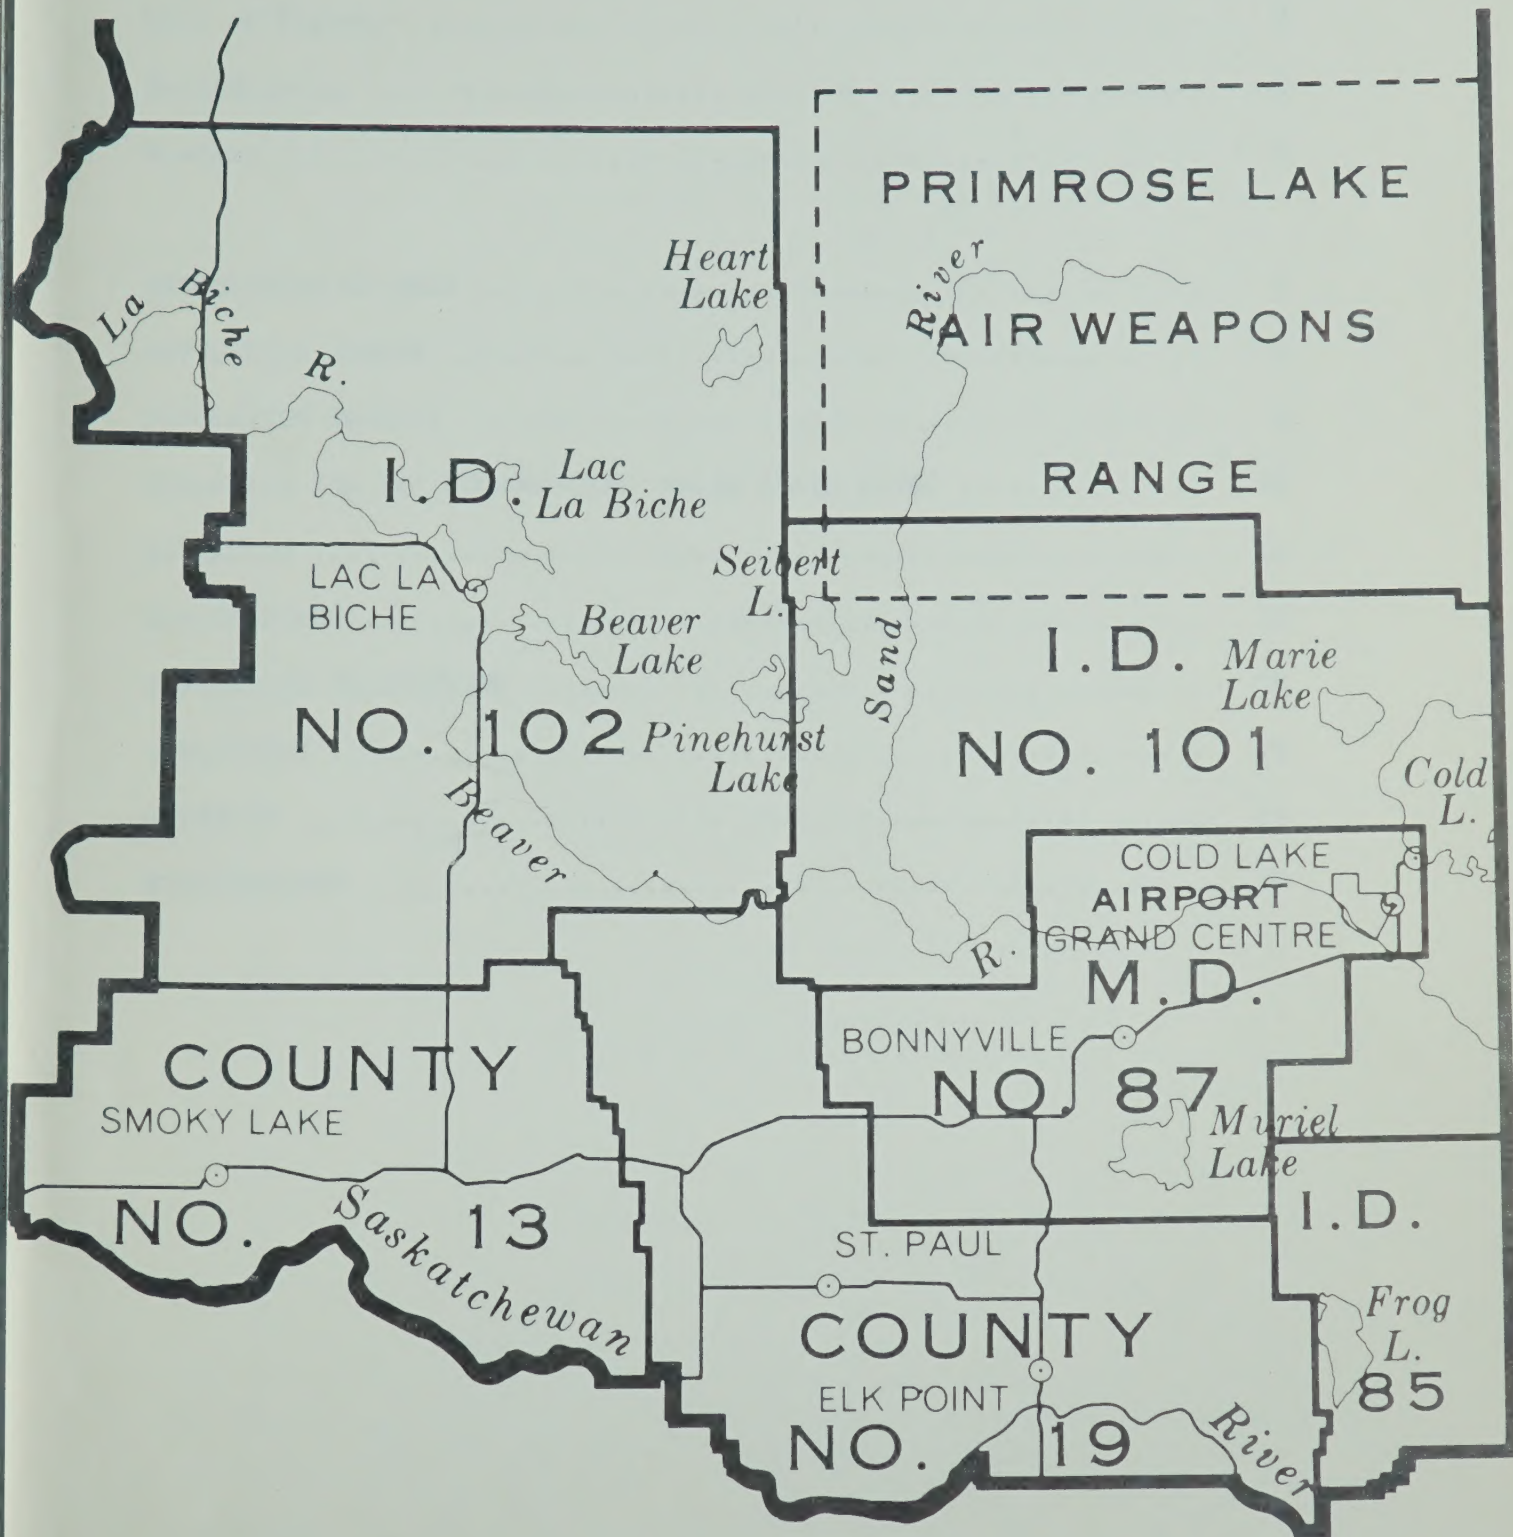 PRIMROSE LAKE
AIR WEAPONS
RANGE
Heart
Lake
River
La Biche R.
I.D.
NO. 102
Lac
La Biche
LAC LA
BICHE
Seibert
L.
Beaver
Lake
Pinehurst
Lake
Sand
I.D.
NO. 101
Marie
Lake
Cold
L.
Beaver
R.
COLD LAKE
AIRPORT
GRAND CENTRE
M.D.
NO 87
BONNYVILLE
Muriel
Lake
COUNTY
NO. 13
SMOKY LAKE
Saskatchewan
ST. PAUL
COUNTY
NO. 19
ELK POINT
River
I.D.
85
Frog
L.